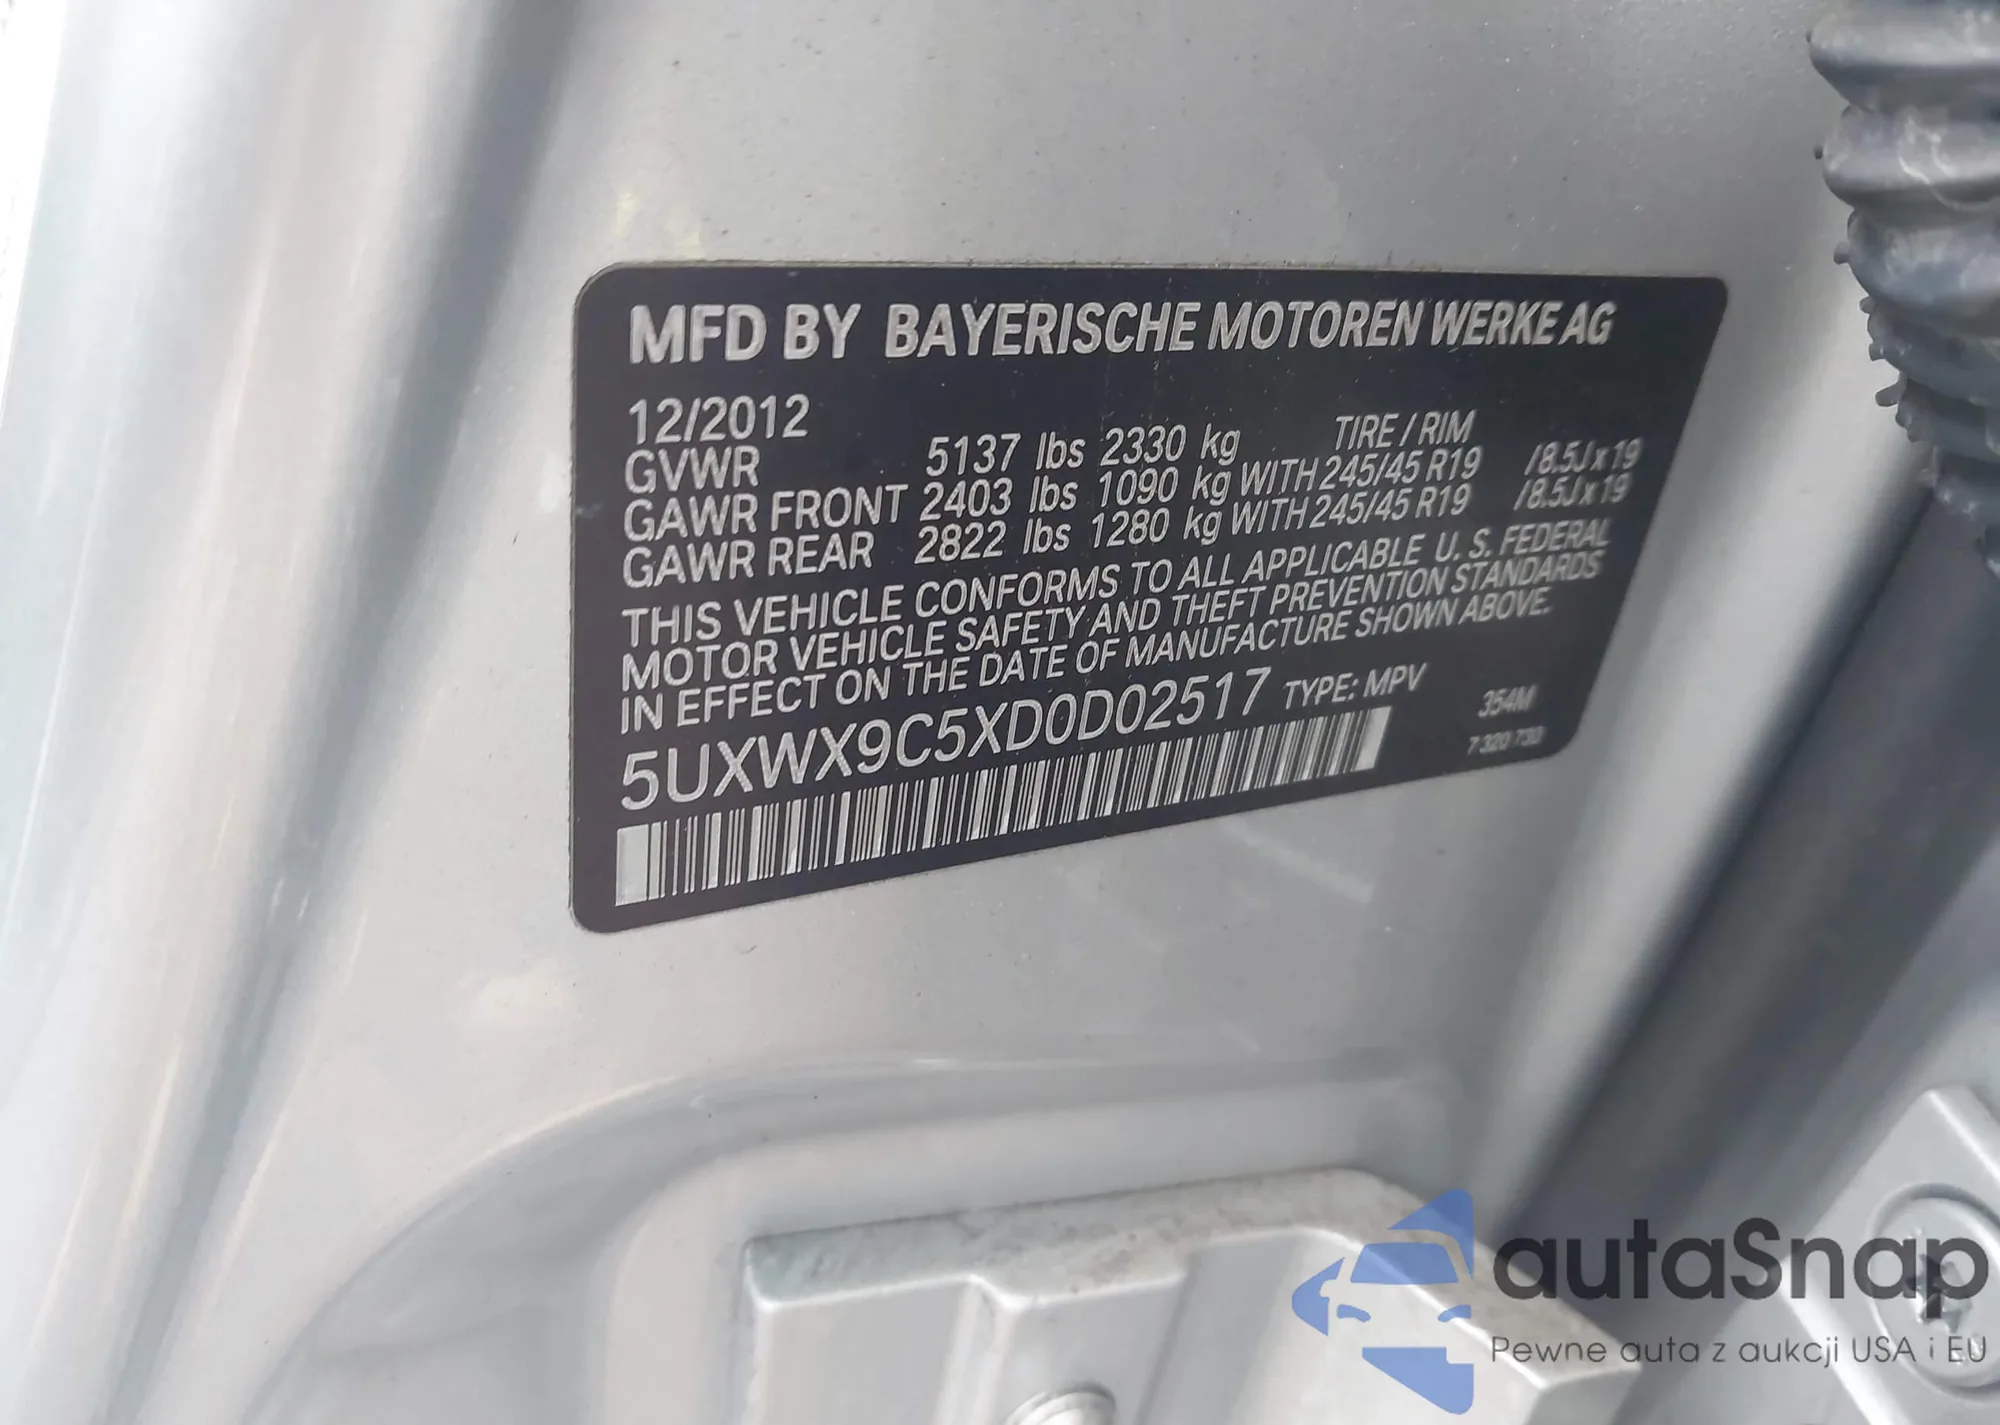 MFD BY BAYERISCHE MOTOREN WERKE AG
12/2012
GVWR 5137 lbs 2330 kg TIRE / RIM
GAWR FRONT 2403 lbs 1090 kg WITH 245/45 R19 /8.5J x 19
GAWR REAR 2822 lbs 1280 kg WITH 245/45 R19 /8.5J x 19
THIS VEHICLE CONFORMS TO ALL APPLICABLE U. S. FEDERAL
MOTOR VEHICLE SAFETY AND THEFT PREVENTION STANDARDS
IN EFFECT ON THE DATE OF MANUFACTURE SHOWN ABOVE.
5UXWX9C5XD0D02517 TYPE: MPV 354M
7 320 730
autaSnap
Pewne auta z aukcji USA i EU